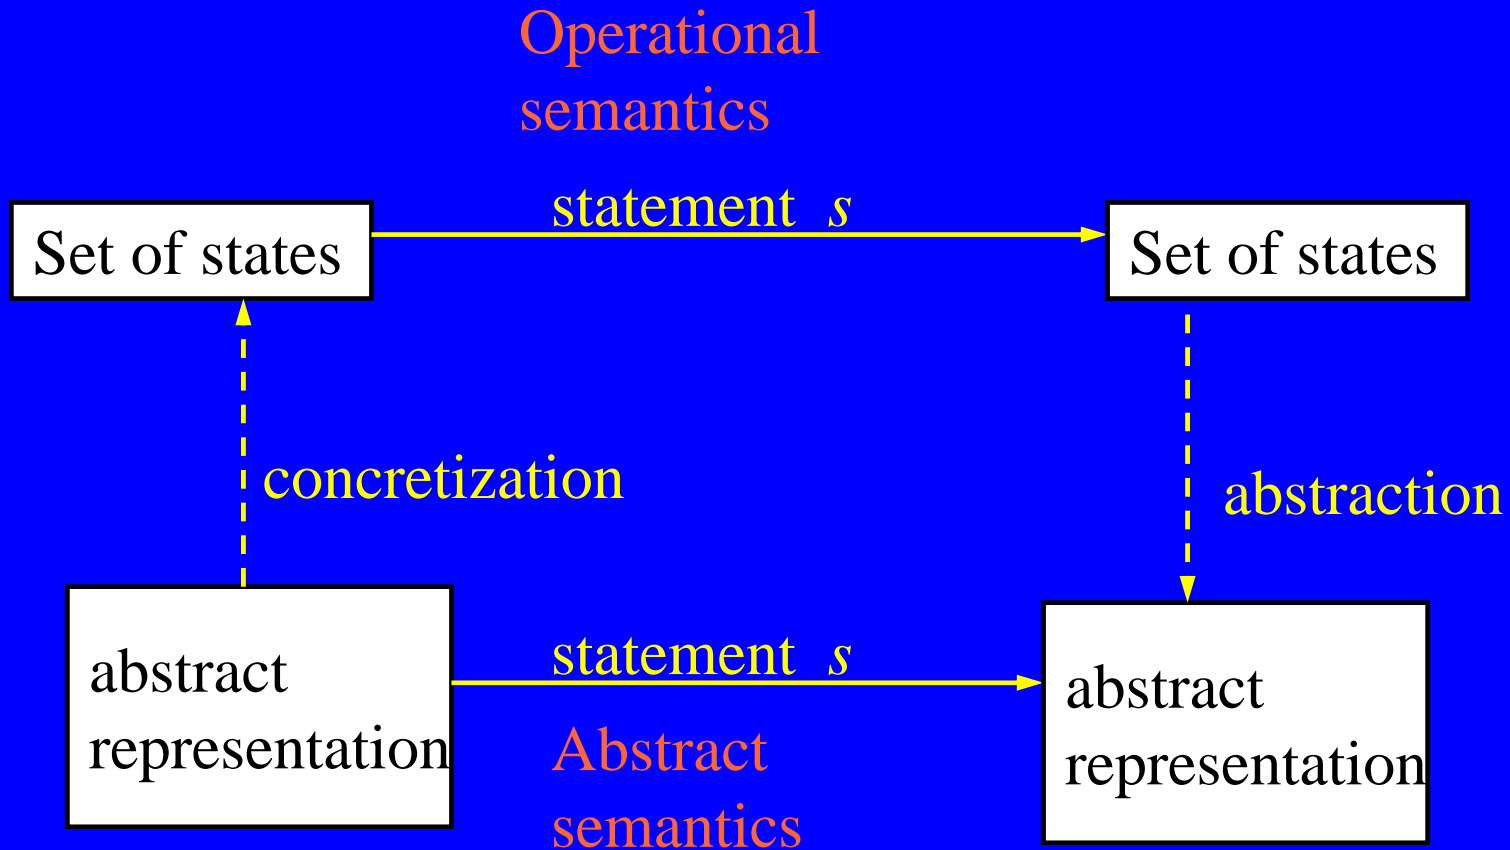 Operational
semantics
statement s
Set of states
Set of states
concretization
abstraction
abstract
representation
statement s
abstract
representation
Abstract
semantics